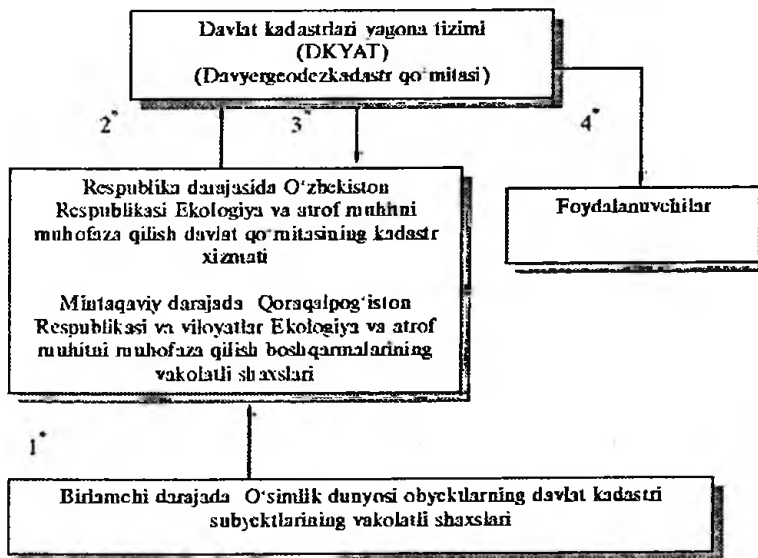 Davlat kadastrlari yagona tizimi
(DKYAT)
(Davyergeodezkadastr qo‘mitasi)
2*
3*
4*
Respublika darajasida O‘zbekiston
Respublikasi Ekologiya va atrof muhitni
muhofaza qilish davlat qo‘mitasining kadastr
xizmati
Mintaqaviy darajada Qoraqalpog‘iston
Respublikasi va viloyatlar Ekologiya va atrof
muhitni muhofaza qilish boshqarmalarining
vakolatli shaxslari
Foydalanuvchilar
1*
Birlamchi darajada O‘simlik dunyosi obyektlarning davlat kadastri
subyektlarining vakolatli shaxslari